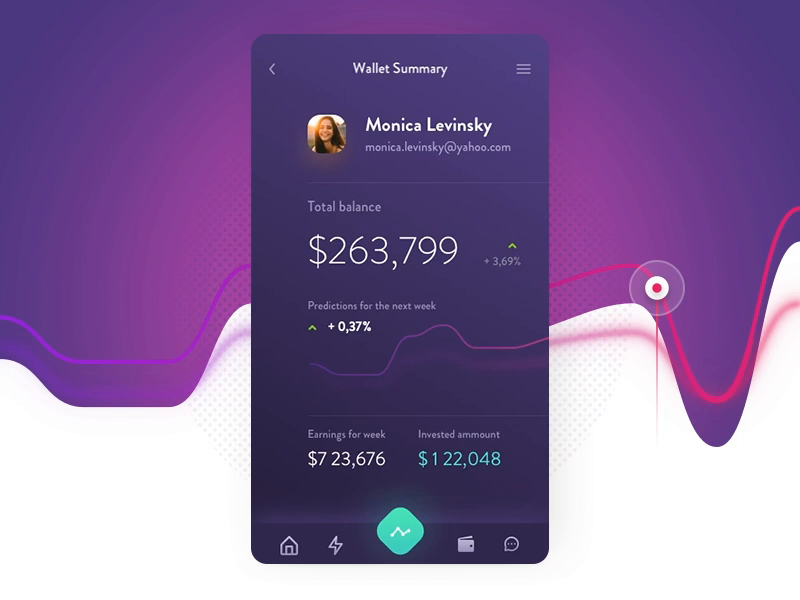 Wallet Summary
Monica Levinsky
monica.levinsky@yahoo.com
Total balance
$263,799
+ 3,69%
Predictions for the next week
+ 0,37%
Earnings for week
Invested ammount
$7 23,676
$ 1 22,048